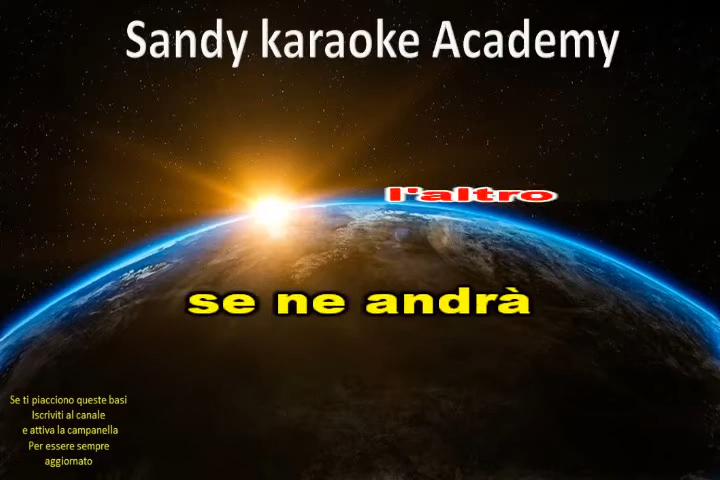 Sandy karaoke Academy
l'altro
se ne andrà
Se ti piacciono queste basi
Iscriviti al canale
e attiva la campanella
Per essere sempre
aggiornato